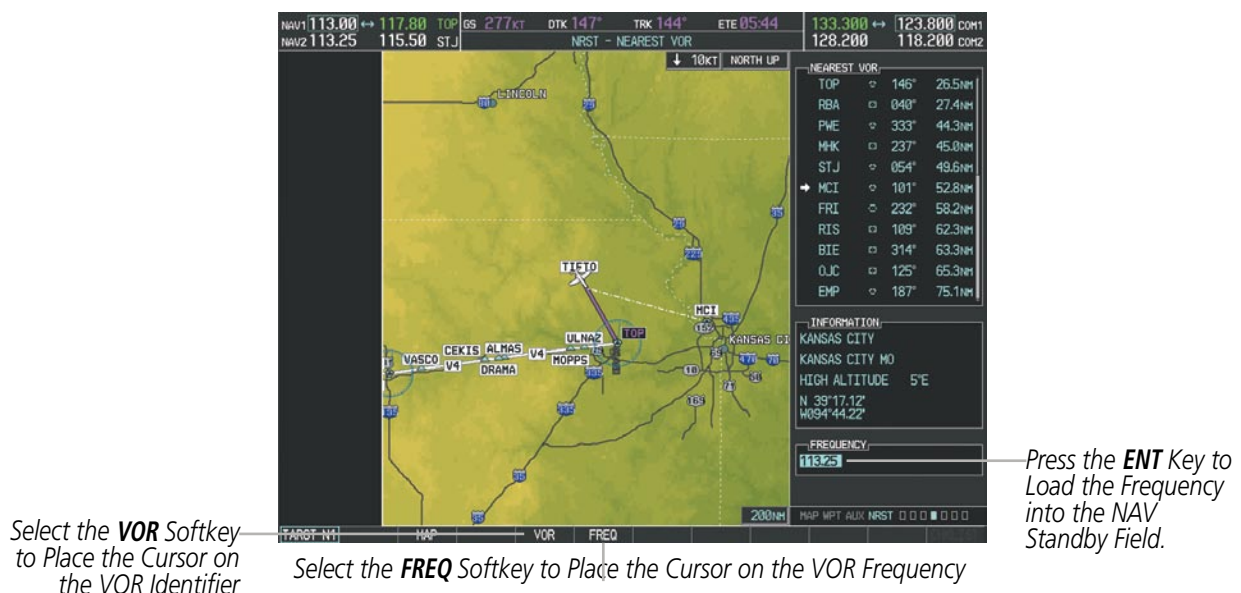 NAV1 113.00 ↔ 117.80 TOP GS 277KT DTK 147° TRK 144° ETE 05:44 133.300 ↔ 123.800 COM1
NAV2 113.25 115.50 STJ NRST - NEAREST VOR 128.200 118.200 COM2
10KT NORTH UP
NEAREST VOR
TOP 146° 26.5NM
RBA 040° 27.4NM
PWE 333° 44.3NM
MHK 237° 45.0NM
STJ 054° 49.6NM
MCI 101° 52.8NM
FRI 232° 58.2NM
RIS 109° 62.3NM
BIE 314° 63.3NM
OJC 125° 65.3NM
EMP 187° 75.1NM
LINCOLN
TIFTO
MCI
TOP
KANSAS CI
ULNAZ
CEKIS ALMAS
VASCO V4 DRAMA V4 MOPPS
335
35
169
200NM
INFORMATION
KANSAS CITY
KANSAS CITY MO
HIGH ALTITUDE 5°E
N 39°17.12'
W094°44.22'
FREQUENCY
113.25
MAP WPT AUX NRST
TARGT N1 MAP VOR FREQ
Press the ENT Key to
Load the Frequency
into the NAV
Standby Field.
Select the VOR Softkey
to Place the Cursor on
the VOR Identifier
Select the FREQ Softkey to Place the Cursor on the VOR Frequency